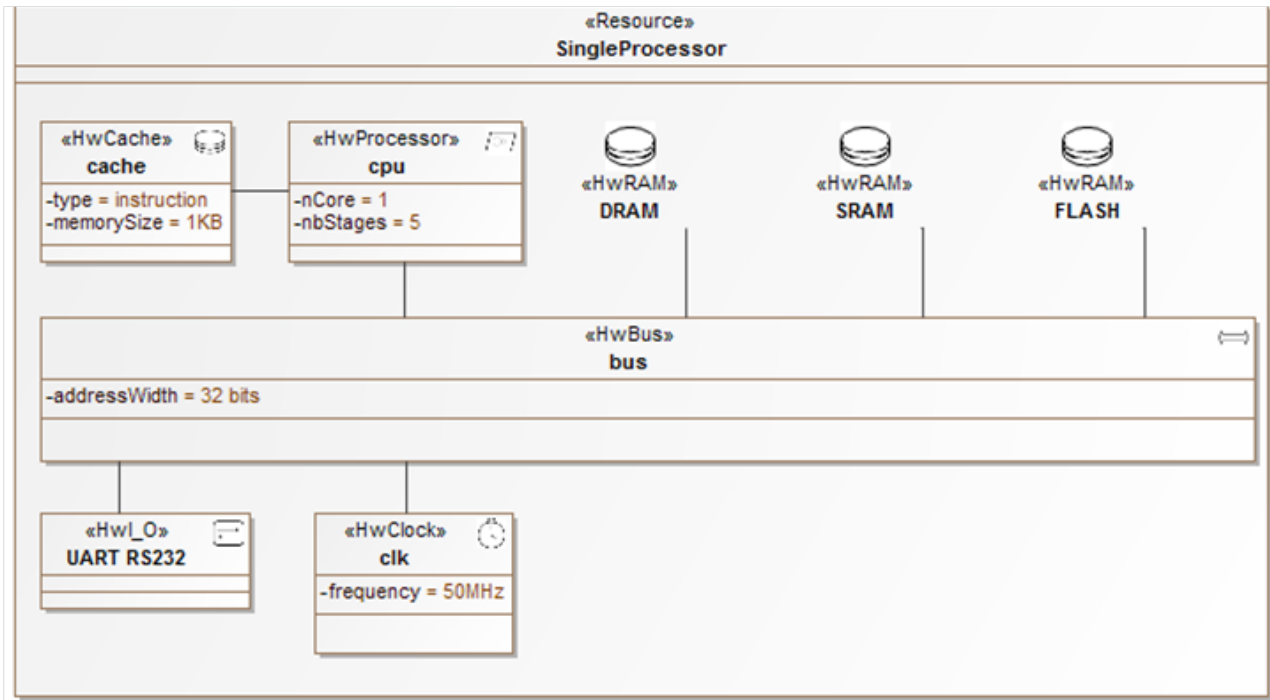 «Resource»
SingleProcessor
«HwCache»
cache
-type = instruction
-memorySize = 1KB
«HwProcessor»
cpu
-nCore = 1
-nbStages = 5
«HwRAM»
DRAM
«HwRAM»
SRAM
«HwRAM»
FLASH
«HwBus»
bus
-addressWidth = 32 bits
«HwI_O»
UART RS232
«HwClock»
clk
-frequency = 50MHz